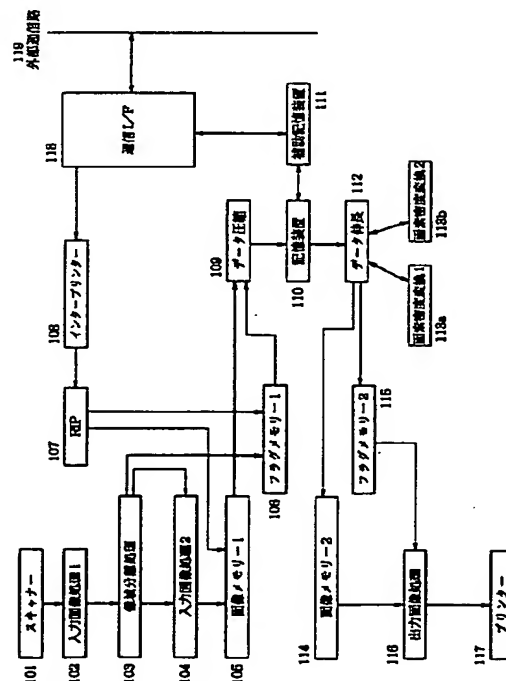 101
スキャナー
102
入力画像処理1
103
像域分離処理
104
入力画像処理2
105
画像メモリー1
107
RIP
108
インタープリンター
118
通信I/F
119
外部通信路
106
フラグメモリー1
109
データ圧縮
110
記憶装置
111
補助記憶装置
112
データ伸長
113a
画素密度変換1
113b
画素密度変換2
114
画像メモリー2
115
フラグメモリー2
116
出力画像処理
117
プリンター